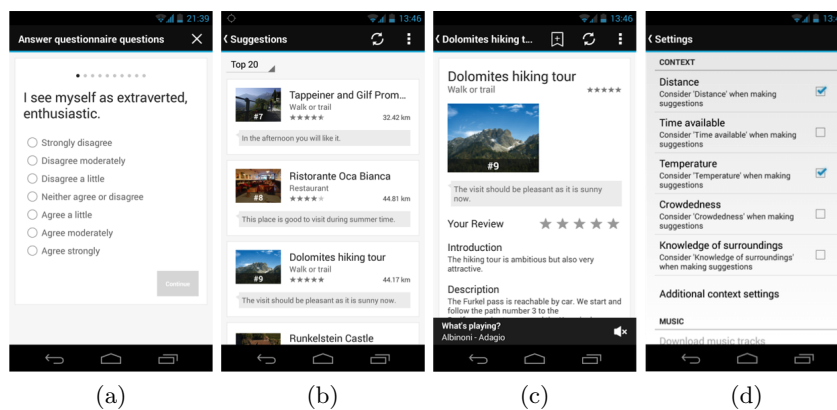 21:39
Answer questionnaire questions
I see myself as extraverted,
enthusiastic.
Strongly disagree
Disagree moderately
Disagree a little
Neither agree or disagree
Agree a little
Agree moderately
Agree strongly
Continue
(a)
13:46
Suggestions
Top 20
Tappeiner and Gilf Prom...
Walk or trail
#7
32.42 km
In the afternoon you will like it.
Ristorante Oca Bianca
Restaurant
#8
44.81 km
This place is good to visit during summer time.
Dolomites hiking tour
Walk or trail
#9
44.17 km
The visit should be pleasant as it is sunny now.
Runkelstein Castle
(b)
13:46
Dolomites hiking t...
Dolomites hiking tour
Walk or trail
#9
The visit should be pleasant as it is sunny
now.
Your Review
Introduction
The hiking tour is ambitious but also very
attractive.
Description
The Furkel pass is reachable by car. We start and
follow the path number 3 to the
What's playing?
Albinoni - Adagio
(c)
Settings
CONTEXT
Distance
Consider 'Distance' when making
suggestions
Time available
Consider 'Time available' when making
suggestions
Temperature
Consider 'Temperature' when making
suggestions
Crowdedness
Consider 'Crowdedness' when making
suggestions
Knowledge of surroundings
Consider 'Knowledge of surroundings'
when making suggestions
Additional context settings
MUSIC
Download music tracks
(d)